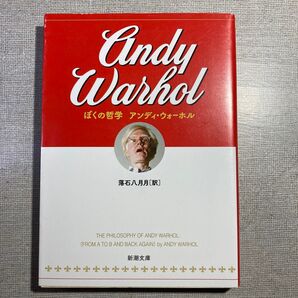 Andy
Warhol
ぼくの哲学 アンディ・ウォーホル
落石八月月[訳]
THE PHILOSOPHY OF ANDY WARHOL:
(FROM A TO B AND BACK AGAIN) by ANDY WARHOL
新潮文庫